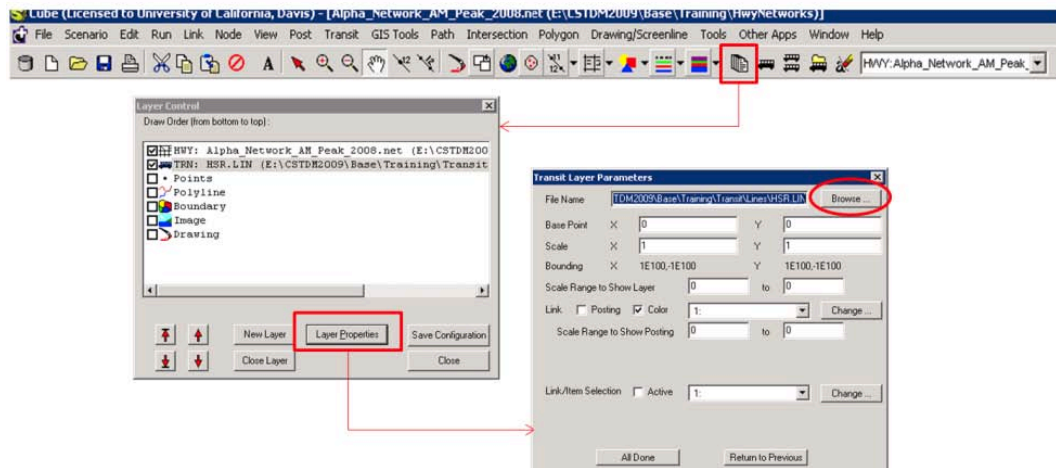 Cube (Licensed to University of California, Davis) - [Alpha_Network_AM_Peak_2008.net (E:\CSTDM2009\Base\Training\HwyNetworks)]
File Scenario Edit Run Link Node View Post Transit GIS Tools Path Intersection Polygon Drawing/Screenline Tools Other Apps Window Help
A
HWY:Alpha_Network_AM_Peak_
Layer Control
Draw Order (from bottom to top) :
HWY: Alpha_Network_AM_Peak_2008.net (E:\CSTDM200
TRN: HSR.LIN (E:\CSTDM2009\Base\Training\Transit
Points
Polyline
Boundary
Image
Drawing
New Layer Layer Properties Save Configuration
Close Layer Close
Transit Layer Parameters
File Name TDM2009\Base\Training\Transit\Lines\HSR.LIN Browse ...
Base Point X 0 Y 0
Scale X 1 Y 1
Bounding X 1E100,-1E100 Y 1E100,-1E100
Scale Range to Show Layer 0 to 0
Link Posting Color 1: Change ...
Scale Range to Show Posting 0 to 0
Link/Item Selection Active 1: Change ...
All Done Return to Previous